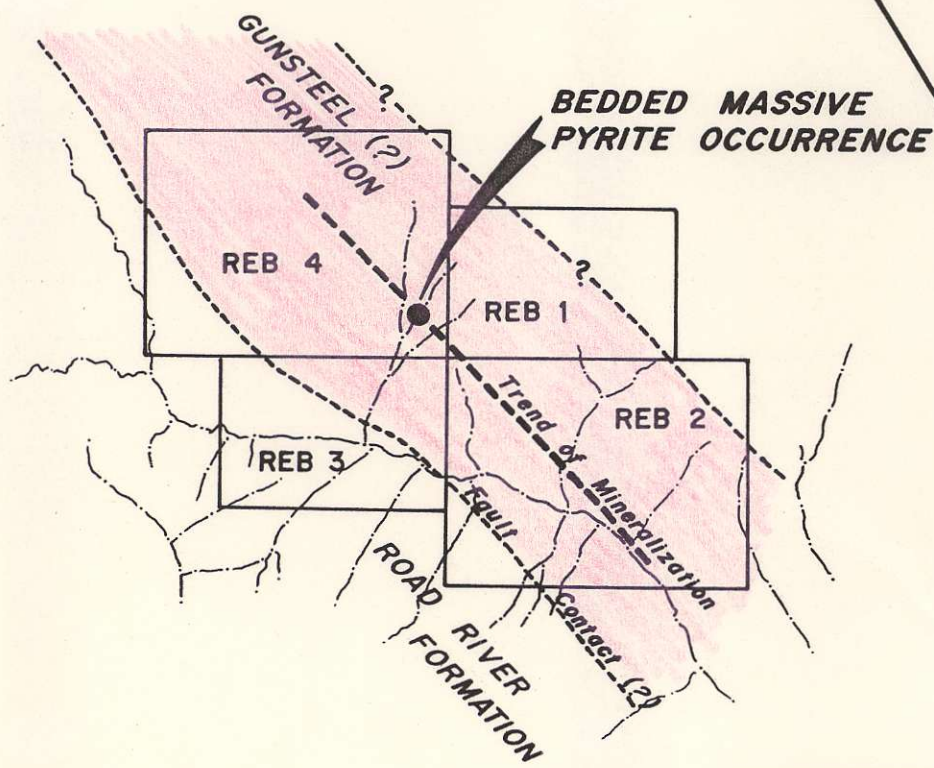 GUNSTEEL (?)
FORMATION
?
BEDDED MASSIVE
PYRITE OCCURRENCE
REB 4
?
REB 1
Trend of Mineralization
REB 2
REB 3
Fault Contact (?)
ROAD RIVER
FORMATION